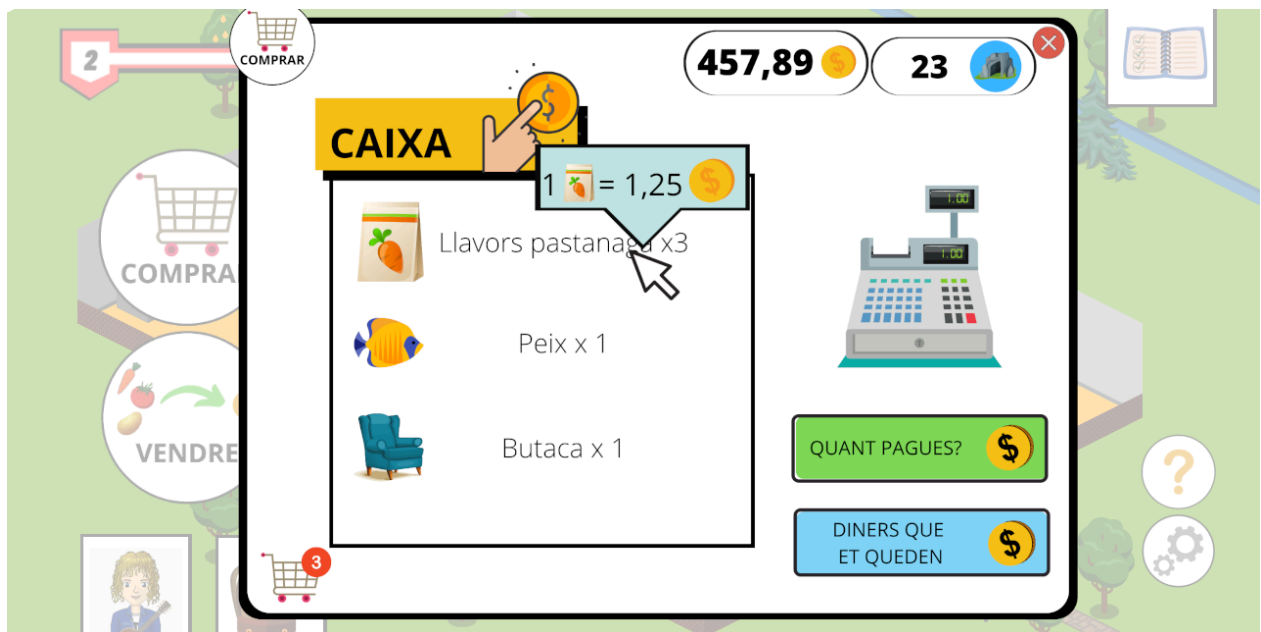 2
COMPRAR
457,89
23
CAIXA
1 = 1,25
Llavors pastanaga x3
1.00
1.00
COMPRA
Peix x 1
VENDRE
Butaca x 1
QUANT PAGUES?
DINERS QUE
ET QUEDEN
3
?